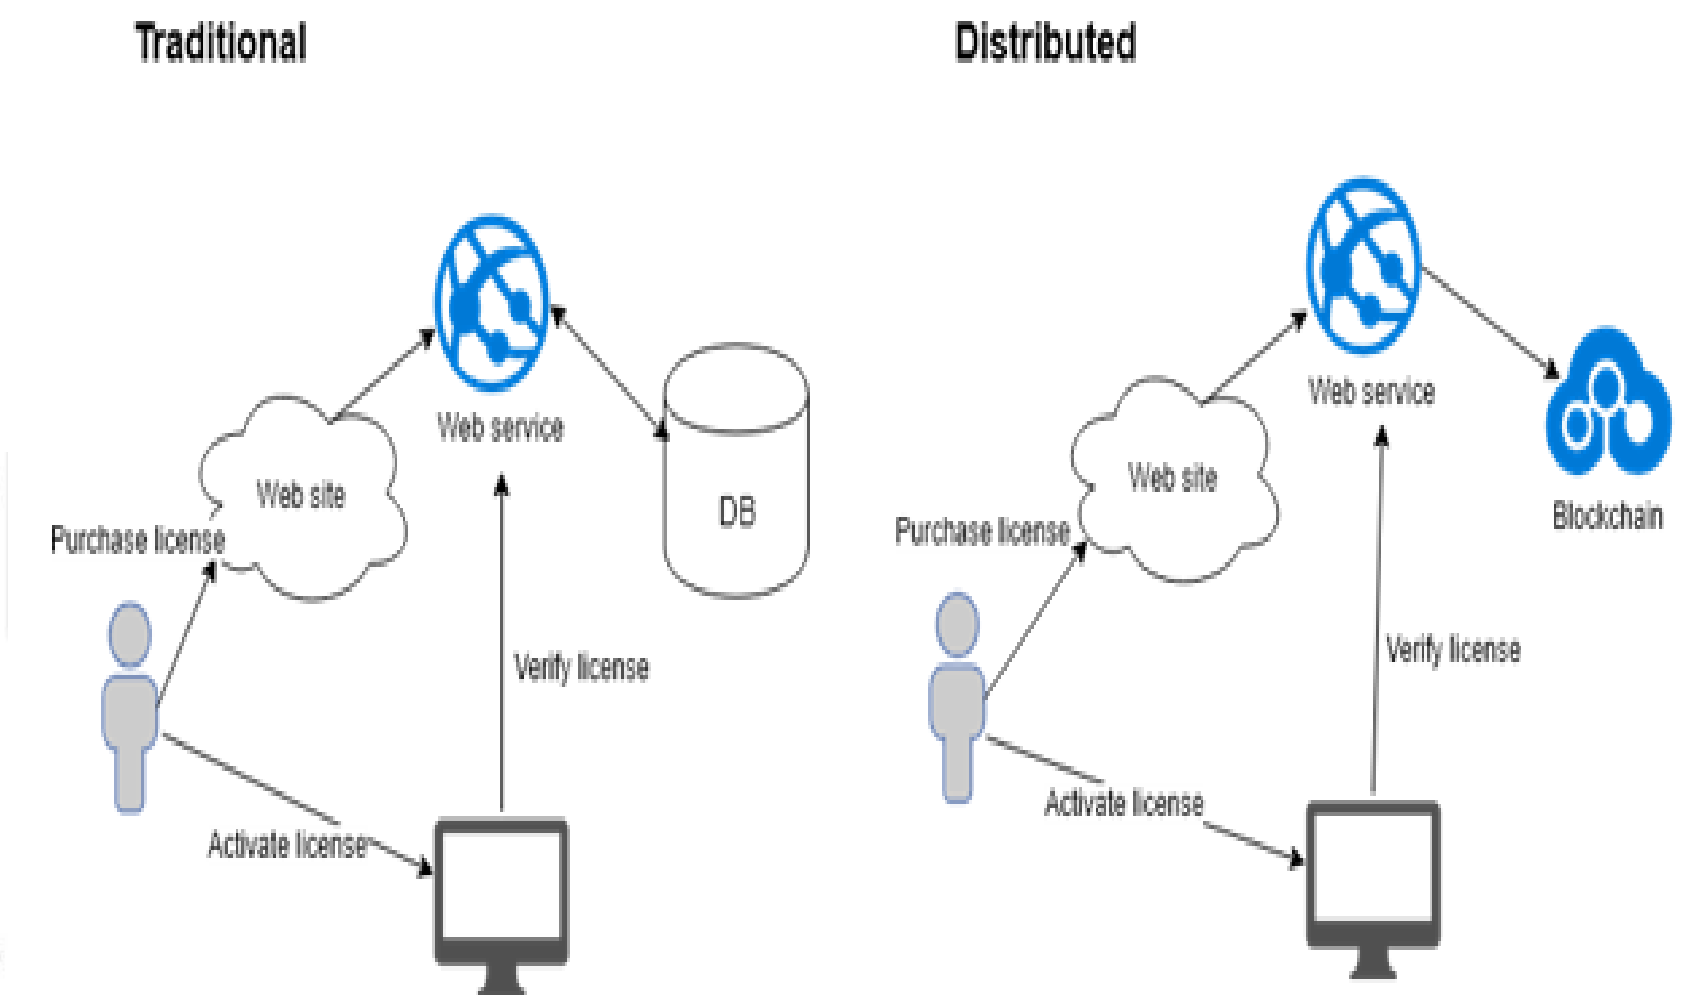 Traditional
Distributed
Web service
Web site
DB
Purchase license
Verify license
Activate license
Web service
Web site
Blockchain
Purchase license
Verify license
Activate license